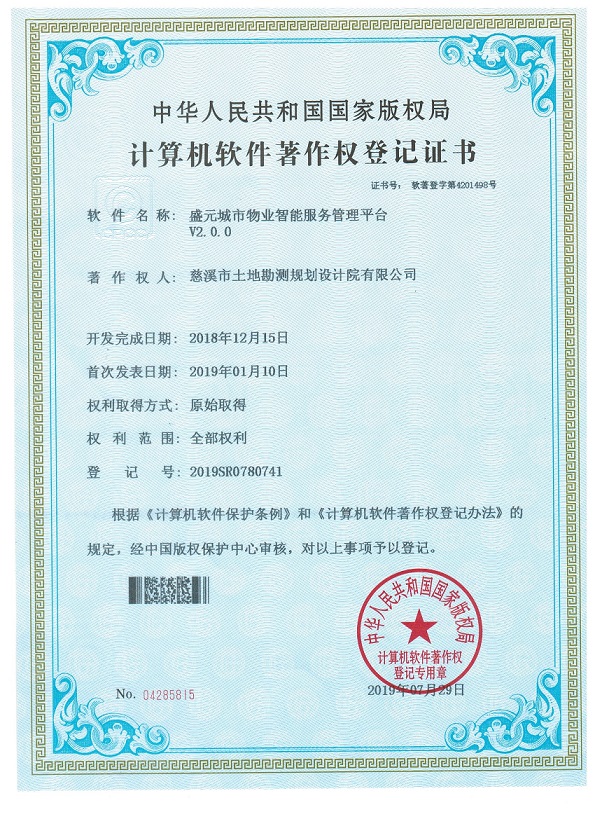 中华人民共和国国家版权局
计算机软件著作权登记证书
证书号： 软著登字第4201498号
软件名称： 盛元城市物业智能服务管理平台
V2.0.0
著作权人： 慈溪市土地勘测规划设计院有限公司
开发完成日期： 2018年12月15日
首次发表日期： 2019年01月10日
权利取得方式： 原始取得
权利范围： 全部权利
登记号： 2019SR0780741
根据《计算机软件保护条例》和《计算机软件著作权登记办法》的
规定，经中国版权保护中心审核，对以上事项予以登记。
中华人民共和国国家版权局
计算机软件著作权
登记专用章
No. 04285815
2019年07月29日